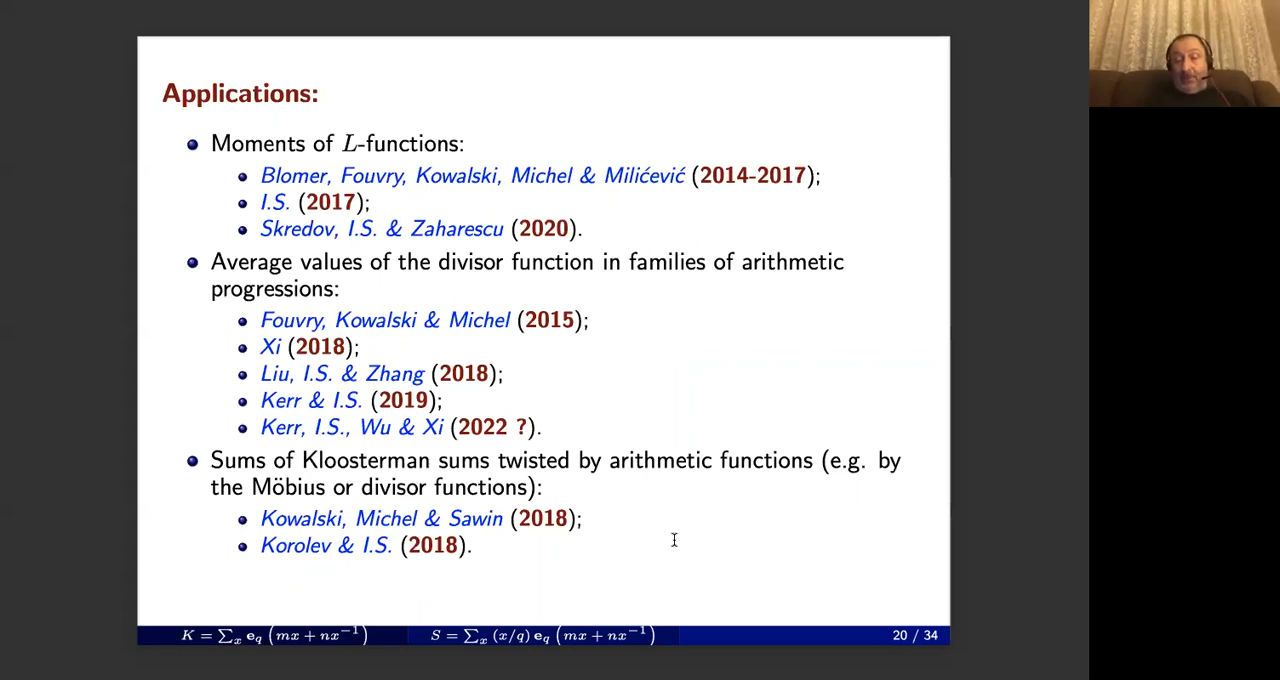 Applications:
Moments of L-functions:
Blomer, Fouvry, Kowalski, Michel & Milićević (2014-2017);
I.S. (2017);
Skredov, I.S. & Zaharescu (2020).
Average values of the divisor function in families of arithmetic
progressions:
Fouvry, Kowalski & Michel (2015);
Xi (2018);
Liu, I.S. & Zhang (2018);
Kerr & I.S. (2019);
Kerr, I.S., Wu & Xi (2022 ?).
Sums of Kloosterman sums twisted by arithmetic functions (e.g. by
the Möbius or divisor functions):
Kowalski, Michel & Sawin (2018);
Korolev & I.S. (2018).
K = ∑ₓ e_q (mx + nx⁻¹) S = ∑ₓ (x/q) e_q (mx + nx⁻¹) 20 / 34